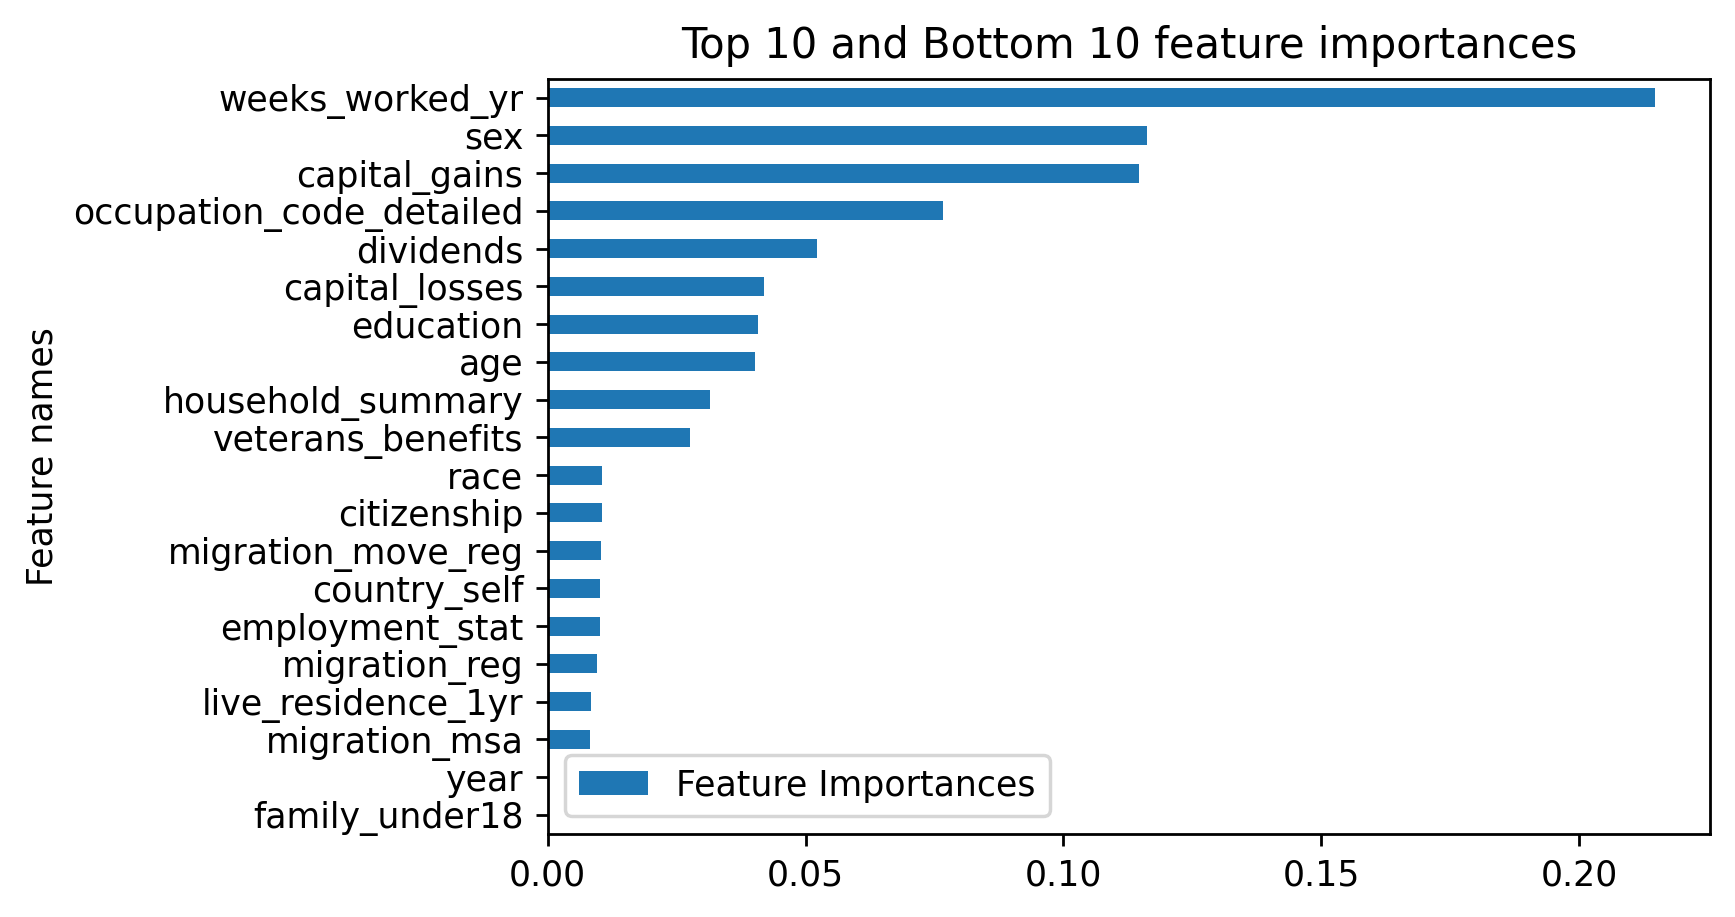 Top 10 and Bottom 10 feature importances
Feature names
weeks_worked_yr
sex
capital_gains
occupation_code_detailed
dividends
capital_losses
education
age
household_summary
veterans_benefits
race
citizenship
migration_move_reg
country_self
employment_stat
migration_reg
live_residence_1yr
migration_msa
year
family_under18
Feature Importances
0.00 0.05 0.10 0.15 0.20